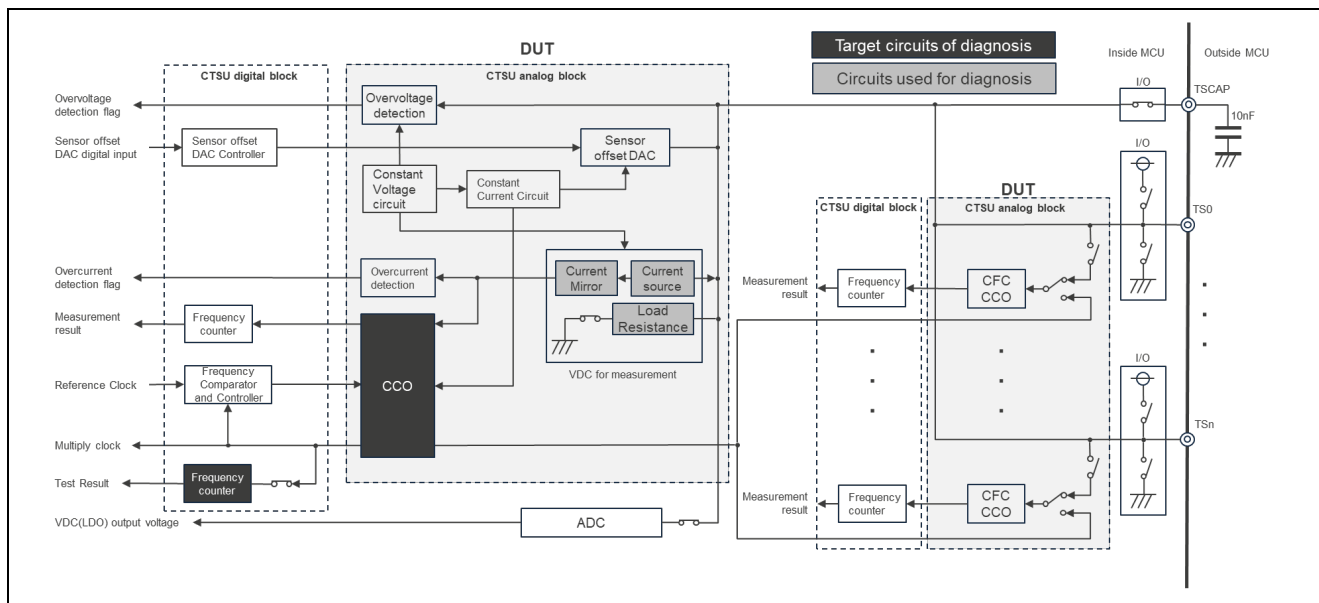 DUT
Target circuits of diagnosis
Circuits used for diagnosis
Inside MCU
Outside MCU
CTSU digital block
CTSU analog block
I/O
TSCAP
10nF
Overvoltage
detection flag
Overvoltage
detection
Sensor offset
DAC digital input
Sensor offset
DAC Controller
Sensor
offset DAC
Constant
Voltage
circuit
Constant
Current Circuit
I/O
TS0
DUT
CTSU digital block
CTSU analog block
Overcurrent
detection flag
Overcurrent
detection
Current
Mirror
Current
source
Load
Resistance
VDC for measurement
Measurement
result
Frequency
counter
CFC
CCO
Measurement
result
Frequency
counter
CCO
Reference Clock
Frequency
Comparator
and Controller
I/O
Multiply clock
TSn
Test Result
Frequency
counter
Measurement
result
Frequency
counter
CFC
CCO
VDC(LDO) output voltage
ADC